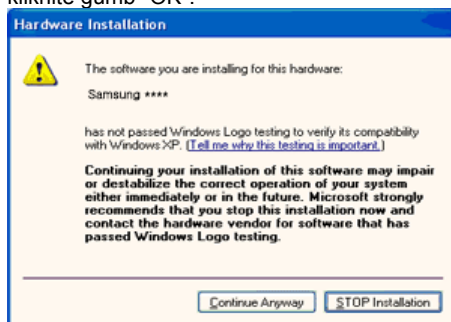 kliknite gumb "OK".
Hardware Installation
The software you are installing for this hardware:
Samsung ****
has not passed Windows Logo testing to verify its compatibility
with Windows XP. (Tell me why this testing is important.)
Continuing your installation of this software may impair
or destabilize the correct operation of your system
either immediately or in the future. Microsoft strongly
recommends that you stop this installation now and
contact the hardware vendor for software that has
passed Windows Logo testing.
Continue Anyway
STOP Installation